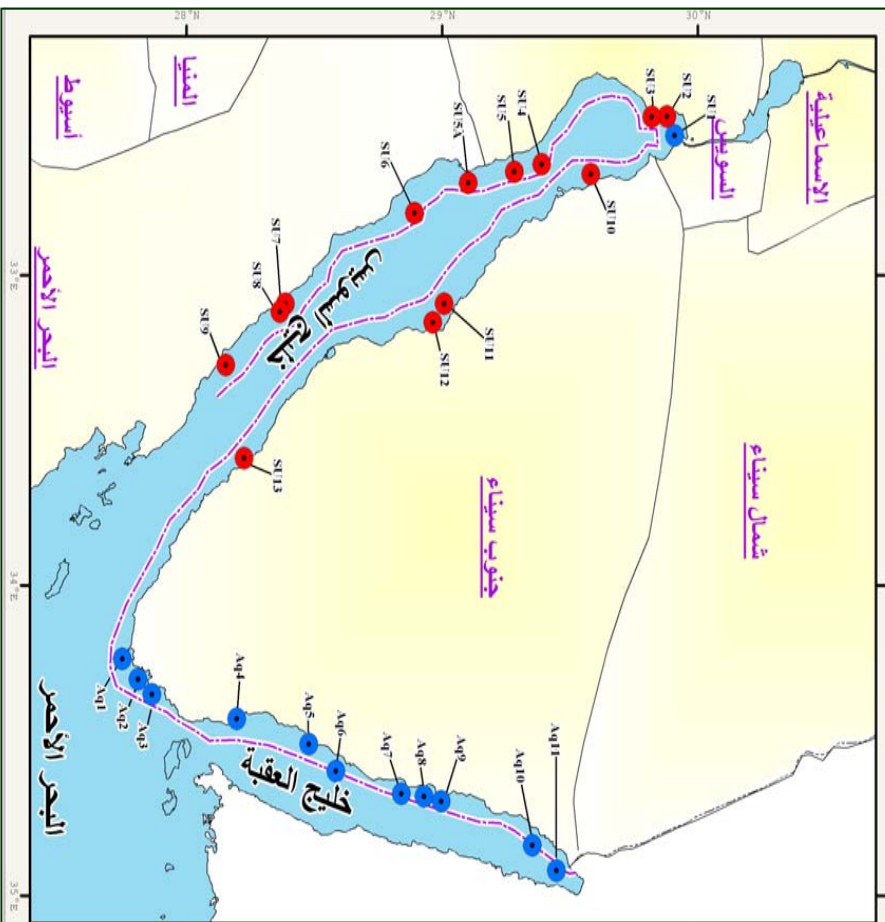 28°N
29°N
30°N
33°E
34°E
35°E
الإسماعيلية
السويس
شمال سيناء
جنوب سيناء
المنيا
أسيوط
البحر الأحمر
خليج السويس
خليج العقبة
البحر الأحمر
SU1
SU2
SU3
SU4
SU5
SU5A
SU6
SU7
SU8
SU9
SU10
SU11
SU12
SU13
Aq1
Aq2
Aq3
Aq4
Aq5
Aq6
Aq7
Aq8
Aq9
Aq10
Aq11